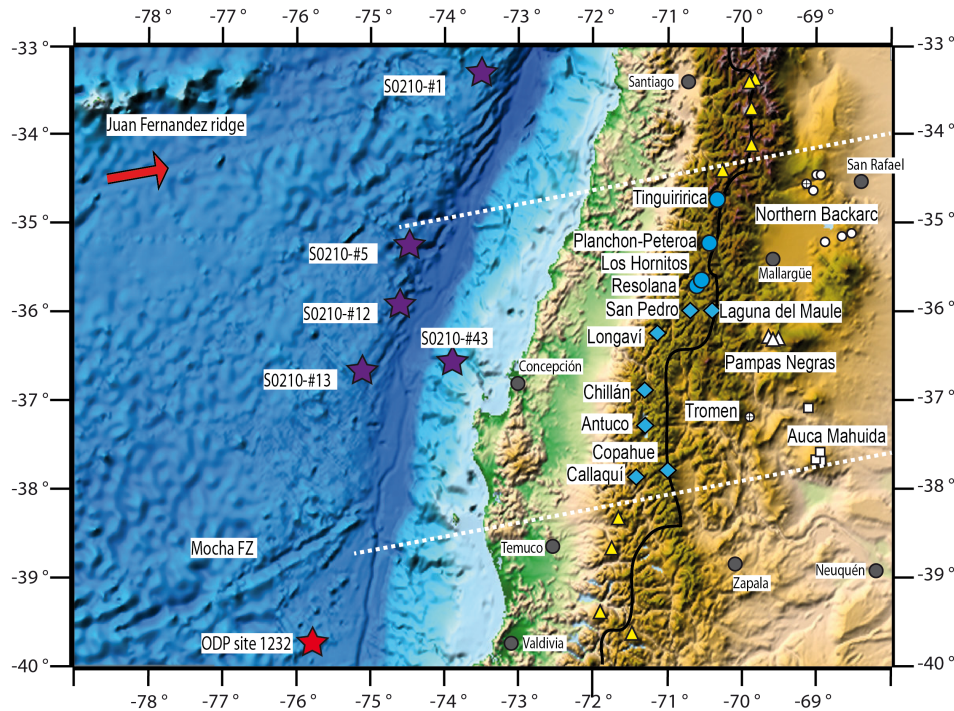 -78 ° -77 ° -76 ° -75 ° -74 ° -73 ° -72 ° -71 ° -70 ° -69 °
-33 ° -33 °
S0210-#1
Santiago
Juan Fernandez ridge
-34 ° -34 °
San Rafael
Tinguiririca
Northern Backarc
-35 ° -35 °
S0210-#5
Planchon-Peteroa
Los Hornitos
Mallargüe
Resolana
-36 ° -36 °
S0210-#12
San Pedro
Laguna del Maule
S0210-#43
Longaví
Pampas Negras
Concepción
S0210-#13
-37 ° -37 °
Chillán
Tromen
Antuco
Auca Mahuida
Copahue
Callaquí
-38 ° -38 °
Mocha FZ
Temuco
Zapala
Neuquén
-39 ° -39 °
ODP site 1232
Valdivia
-40 ° -40 °
-78 ° -77 ° -76 ° -75 ° -74 ° -73 ° -72 ° -71 ° -70 ° -69 °